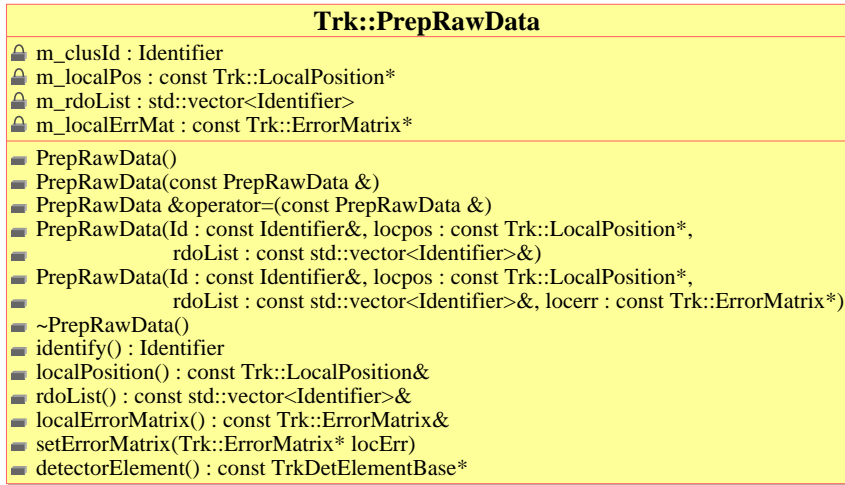 Trk::PrepRawData
m_clusId : Identifier
m_localPos : const Trk::LocalPosition*
m_rdoList : std::vector<Identifier>
m_localErrMat : const Trk::ErrorMatrix*
PrepRawData()
PrepRawData(const PrepRawData &)
PrepRawData &operator=(const PrepRawData &)
PrepRawData(Id : const Identifier&, locpos : const Trk::LocalPosition*,
rdoList : const std::vector<Identifier>&)
PrepRawData(Id : const Identifier&, locpos : const Trk::LocalPosition*,
rdoList : const std::vector<Identifier>&, locerr : const Trk::ErrorMatrix*)
~PrepRawData()
identify() : Identifier
localPosition() : const Trk::LocalPosition&
rdoList() : const std::vector<Identifier>&
localErrorMatrix() : const Trk::ErrorMatrix&
setErrorMatrix(Trk::ErrorMatrix* locErr)
detectorElement() : const TrkDetElementBase*